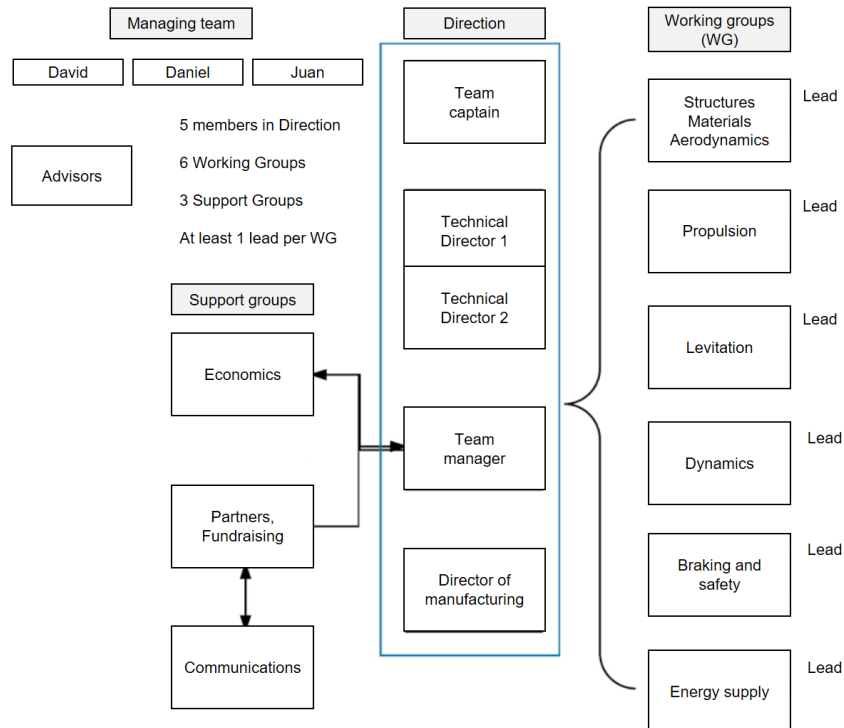 Managing team
David
Daniel
Juan
Advisors
5 members in Direction
6 Working Groups
3 Support Groups
At least 1 lead per WG
Support groups
Economics
Partners,
Fundraising
Communications
Direction
Team
captain
Technical
Director 1
Technical
Director 2
Team
manager
Director of
manufacturing
Working groups
(WG)
Structures
Materials
Aerodynamics
Lead
Propulsion
Lead
Levitation
Lead
Dynamics
Lead
Braking and
safety
Lead
Energy supply
Lead